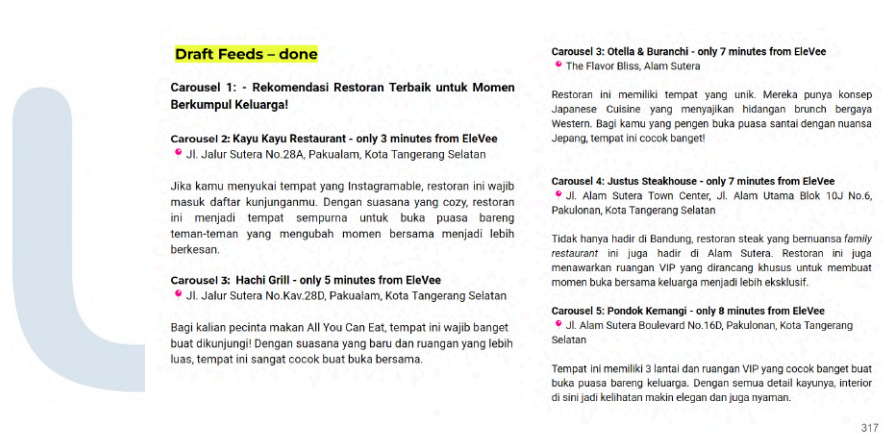 Draft Feeds – done
Carousel 1: - Rekomendasi Restoran Terbaik untuk Momen
Berkumpul Keluarga!
Carousel 2: Kayu Kayu Restaurant - only 3 minutes from EleVee
Jl. Jalur Sutera No.28A, Pakualam, Kota Tangerang Selatan
Jika kamu menyukai tempat yang Instagramable, restoran ini wajib
masuk daftar kunjunganmu. Dengan suasana yang cozy, restoran
ini menjadi tempat sempurna untuk buka puasa bareng
teman-teman yang mengubah momen bersama menjadi lebih
berkesan.
Carousel 3: Hachi Grill - only 5 minutes from EleVee
Jl. Jalur Sutera No.Kav.28D, Pakualam, Kota Tangerang Selatan
Bagi kalian pecinta makan All You Can Eat, tempat ini wajib banget
buat dikunjungi! Dengan suasana yang baru dan ruangan yang lebih
luas, tempat ini sangat cocok buat buka bersama.
Carousel 3: Otella & Buranchi - only 7 minutes from EleVee
The Flavor Bliss, Alam Sutera
Restoran ini memiliki tempat yang unik. Mereka punya konsep
Japanese Cuisine yang menyajikan hidangan brunch bergaya
Western. Bagi kamu yang pengen buka puasa santai dengan nuansa
Jepang, tempat ini cocok banget!
Carousel 4: Justus Steakhouse - only 7 minutes from EleVee
Jl. Alam Sutera Town Center, Jl. Alam Utama Blok 10J No.6,
Pakulonan, Kota Tangerang Selatan
Tidak hanya hadir di Bandung, restoran steak yang bernuansa family
restaurant ini juga hadir di Alam Sutera. Restoran ini juga
menawarkan ruangan VIP yang dirancang khusus untuk membuat
momen buka bersama keluarga menjadi lebih eksklusif.
Carousel 5: Pondok Kemangi - only 8 minutes from EleVee
Jl. Alam Sutera Boulevard No.16D, Pakulonan, Kota Tangerang
Selatan
Tempat ini memiliki 3 lantai dan ruangan VIP yang cocok banget buat
buka puasa bareng keluarga. Dengan semua detail kayunya, interior
di sini jadi kelihatan makin elegan dan juga nyaman.
317